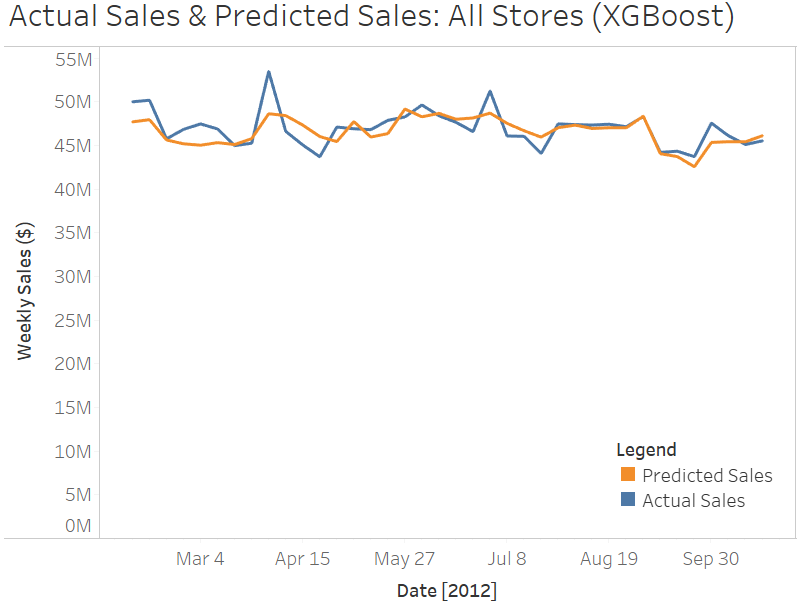 Actual Sales & Predicted Sales: All Stores (XGBoost)
55M
50M
45M
40M
35M
30M
25M
20M
15M
10M
5M
0M
Weekly Sales ($)
Legend
Predicted Sales
Actual Sales
Mar 4 Apr 15 May 27 Jul 8 Aug 19 Sep 30
Date [2012]